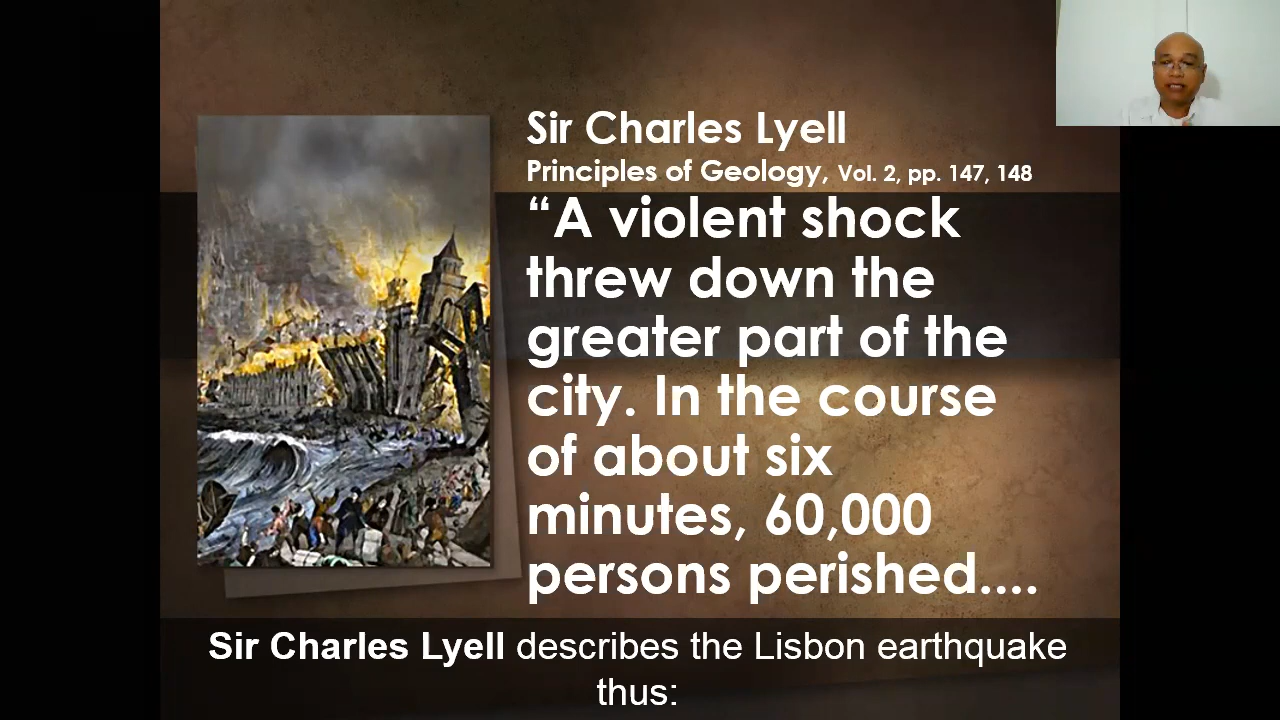 Sir Charles Lyell
Principles of Geology, Vol. 2, pp. 147, 148
“A violent shock
threw down the
greater part of the
city. In the course
of about six
minutes, 60,000
persons perished....
Sir Charles Lyell describes the Lisbon earthquake
thus: